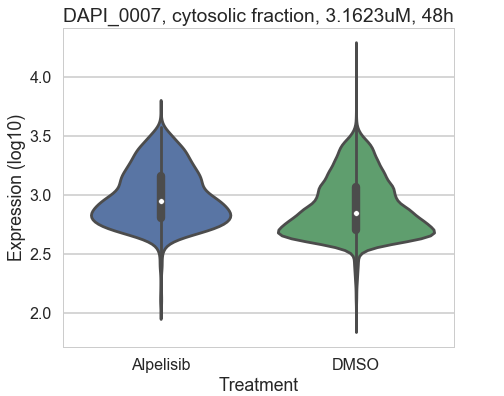 DAPI_0007, cytosolic fraction, 3.1623uM, 48h
Expression (log10)
4.0
3.5
3.0
2.5
2.0
Alpelisib DMSO
Treatment